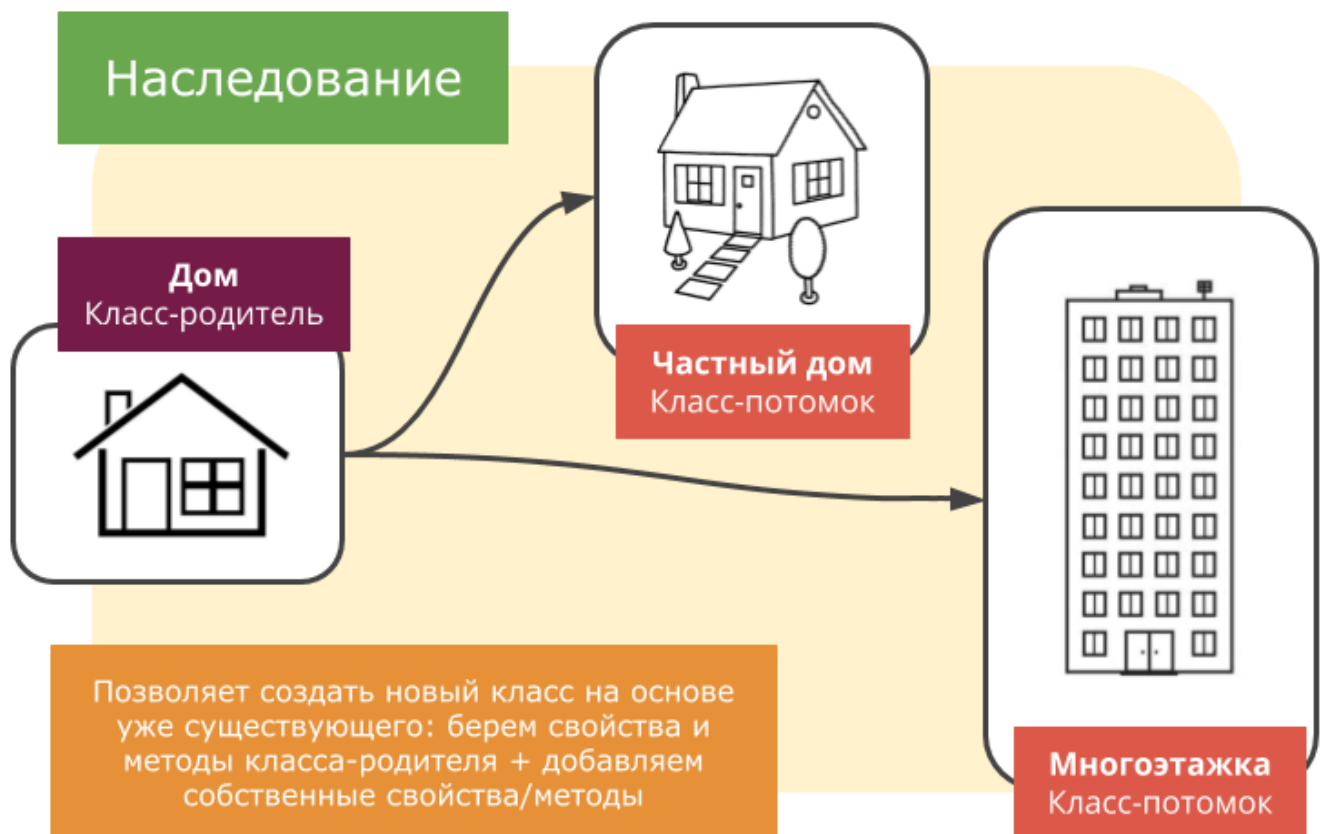 Наследование
Дом
Класс-родитель
Частный дом
Класс-потомок
Позволяет создать новый класс на основе
уже существующего: берем свойства и
методы класса-родителя + добавляем
собственные свойства/методы
Многоэтажка
Класс-потомок